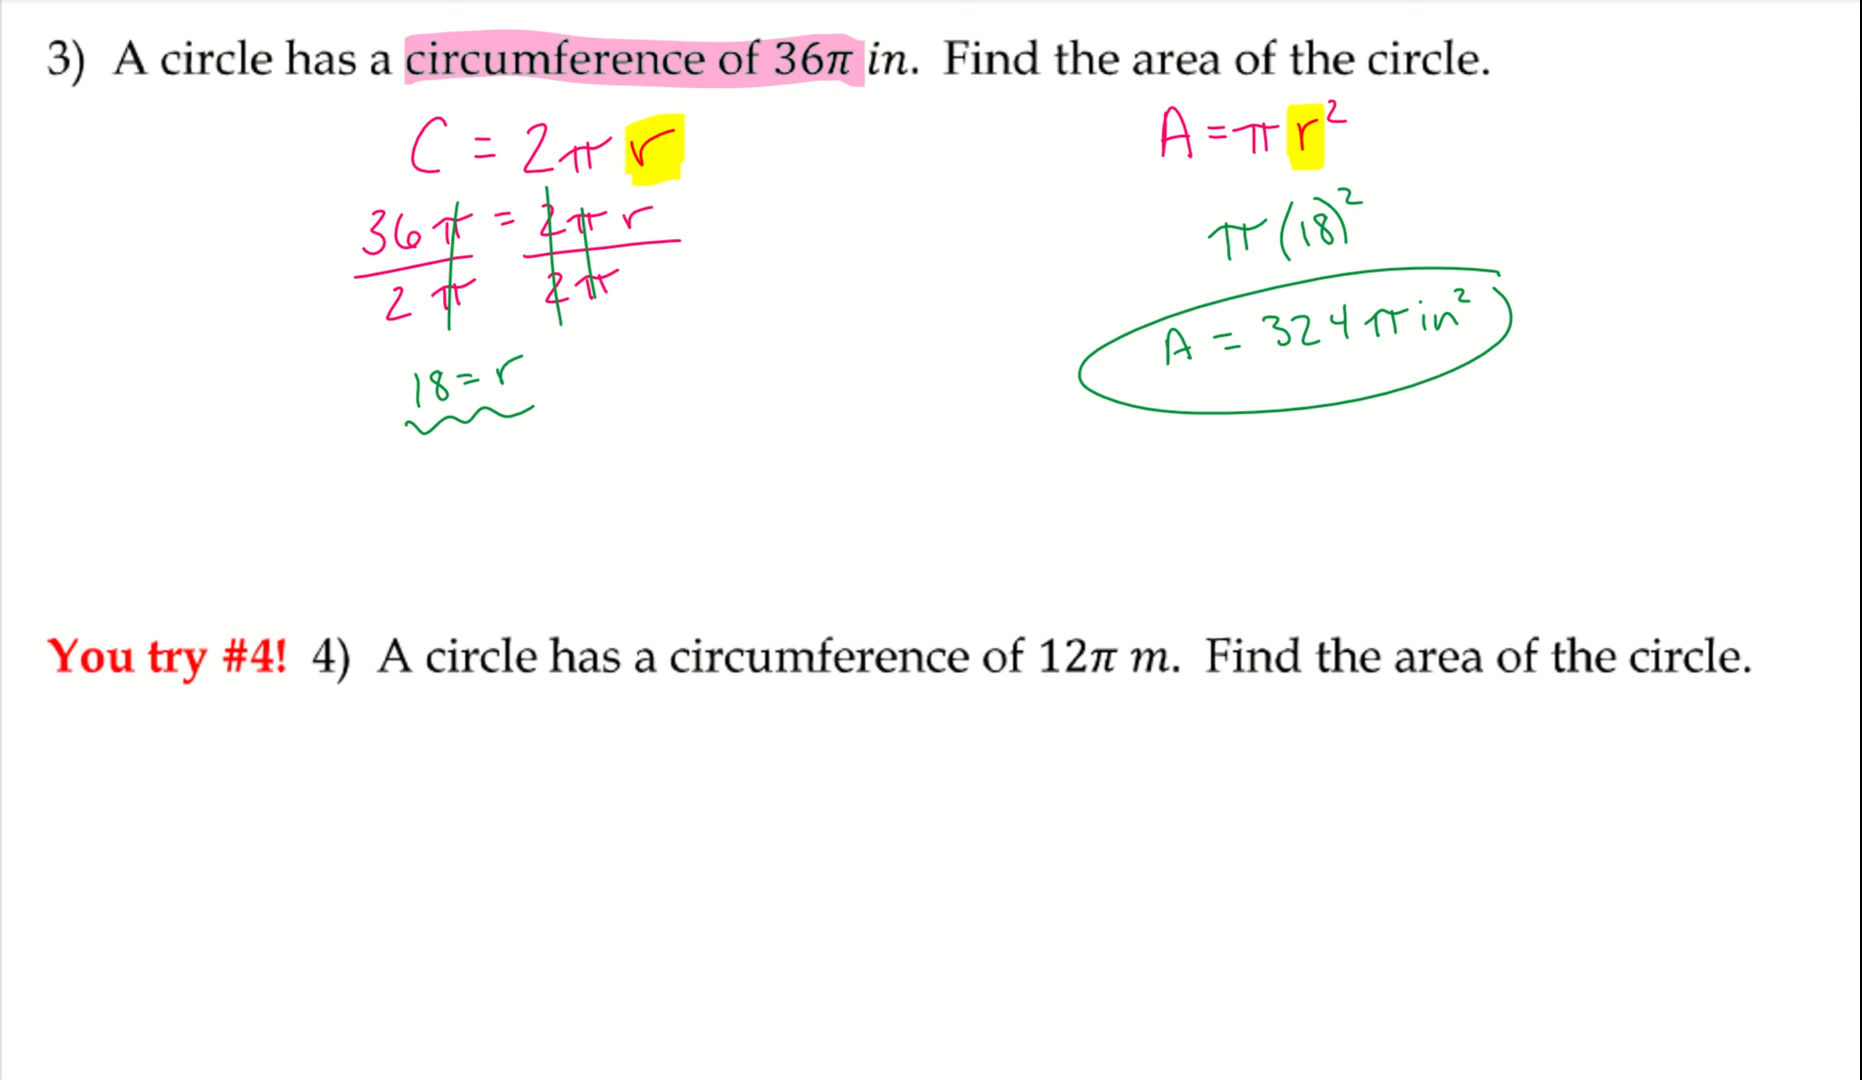 3) A circle has a circumference of 36π in. Find the area of the circle.
C = 2πr
36π = 2πr
2π 2π
18 = r
A = πr²
π(18)²
A = 324π in²
You try #4! 4) A circle has a circumference of 12π m. Find the area of the circle.